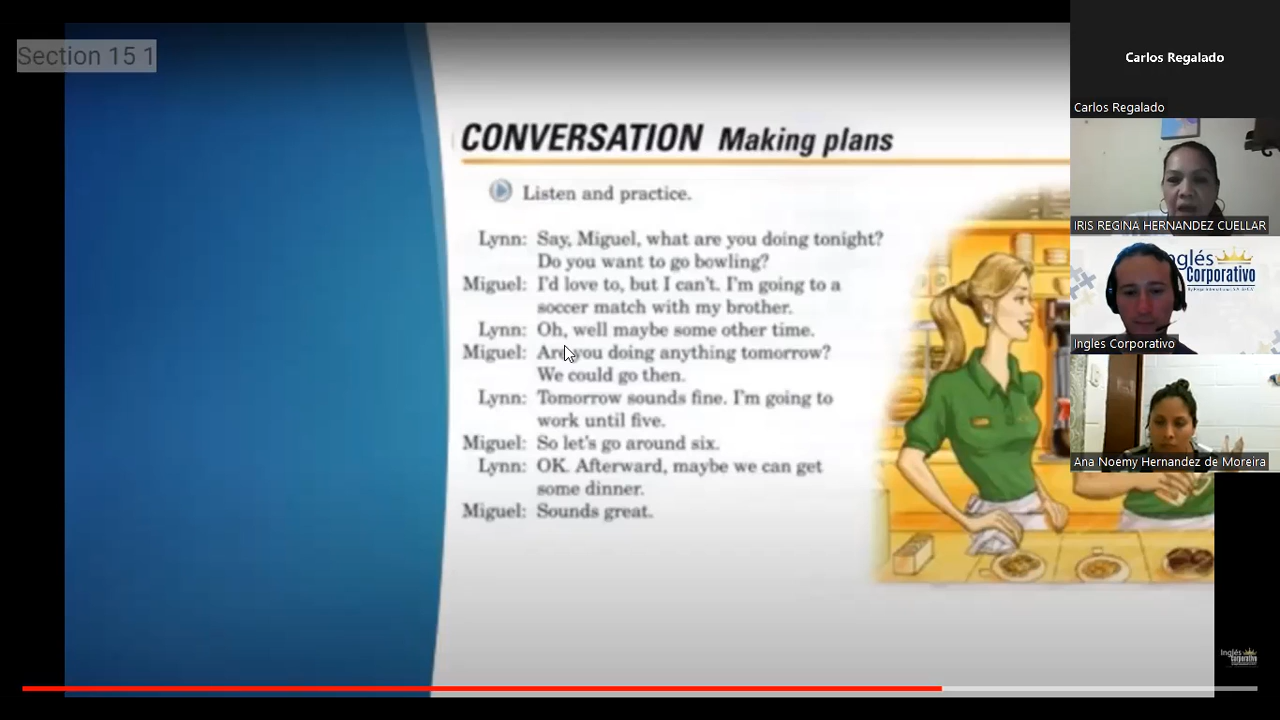 Section 15 1
CONVERSATION Making plans
Listen and practice.
Lynn: Say, Miguel, what are you doing tonight?
Do you want to go bowling?
Miguel: I'd love to, but I can't. I'm going to a
soccer match with my brother.
Lynn: Oh, well maybe some other time.
Miguel: Are you doing anything tomorrow?
We could go then.
Lynn: Tomorrow sounds fine. I'm going to
work until five.
Miguel: So let's go around six.
Lynn: OK. Afterward, maybe we can get
some dinner.
Miguel: Sounds great.
Carlos Regalado
Carlos Regalado
IRIS REGINA HERNANDEZ CUELLAR
Inglés
Corporativo
Ingles Corporativo
Ana Noemy Hernandez de Moreira
Inglés
Corporativo